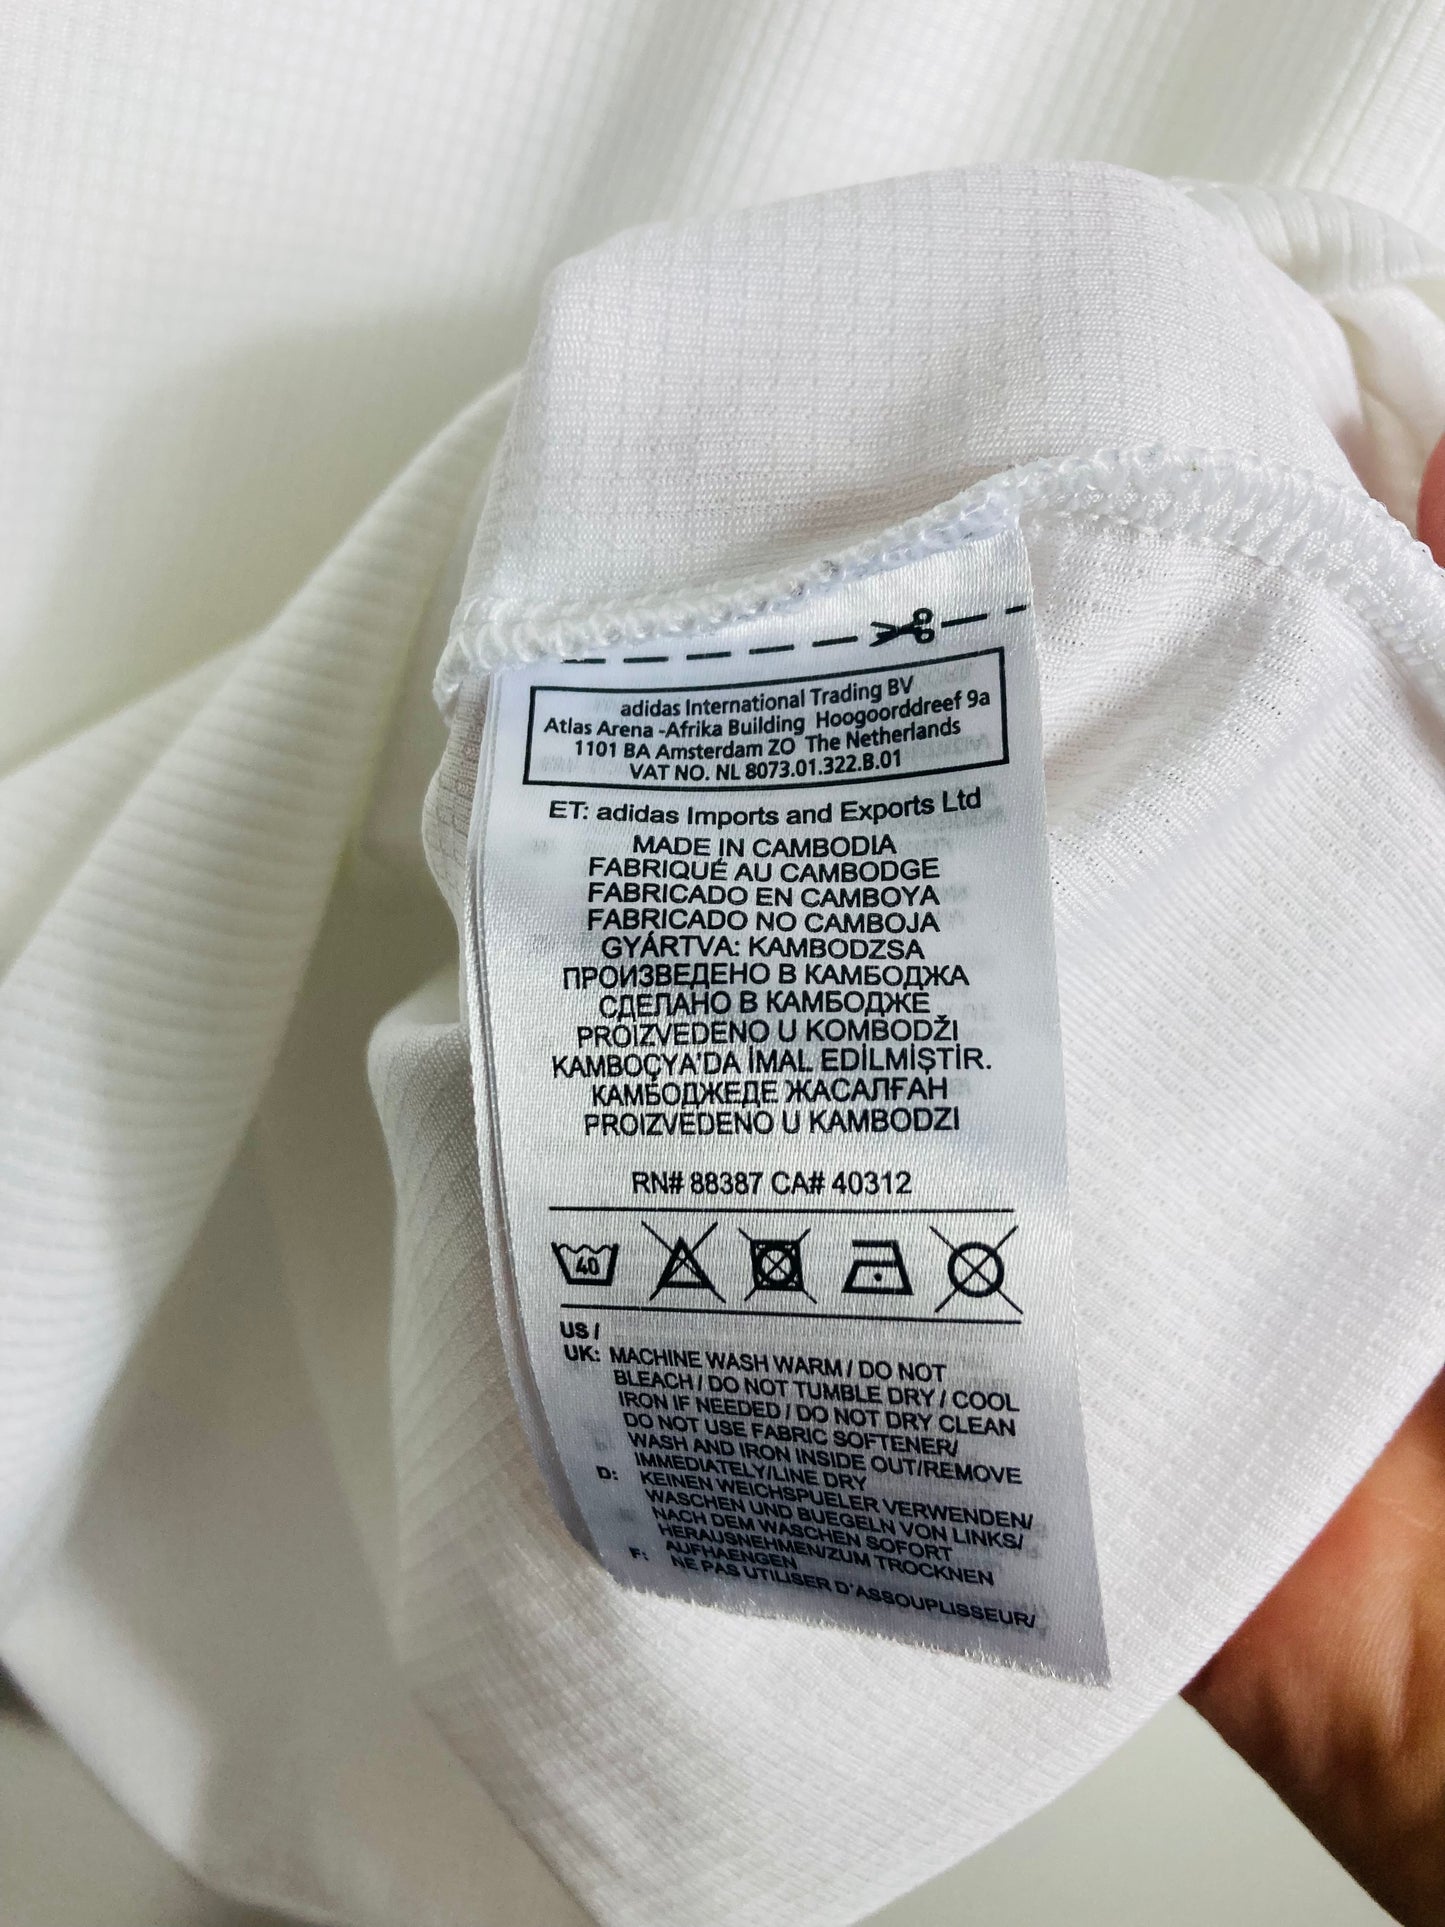 adidas International Trading BV
Atlas Arena -Afrika Building Hoogoorddreef 9a
1101 BA Amsterdam ZO The Netherlands
VAT NO. NL 8073.01.322.B.01
ET: adidas Imports and Exports Ltd
MADE IN CAMBODIA
FABRIQUÉ AU CAMBODGE
FABRICADO EN CAMBOYA
FABRICADO NO CAMBOJA
GYÁRTVA: KAMBODZSA
ПРОИЗВЕДЕНО В КАМБОДЖА
СДЕЛАНО В КАМБОДЖЕ
PROIZVEDENO U KOMBODŽI
KAMBOÇYA'DA İMAL EDİLMİŞTİR.
КАМБОДЖЕДЕ ЖАСАЛҒАН
PROIZVEDENO U KAMBODZI
RN# 88387 CA# 40312
40
US /
UK: MACHINE WASH WARM / DO NOT
BLEACH / DO NOT TUMBLE DRY / COOL
IRON IF NEEDED / DO NOT DRY CLEAN
DO NOT USE FABRIC SOFTENER/
WASH AND IRON INSIDE OUT/REMOVE
IMMEDIATELY/LINE DRY
D: KEINEN WEICHSPUELER VERWENDEN/
WASCHEN UND BUEGELN VON LINKS/
NACH DEM WASCHEN SOFORT
HERAUSNEHMEN/ZUM TROCKNEN
AUFHAENGEN
F: NE PAS UTILISER D'ASSOUPLISSEUR/